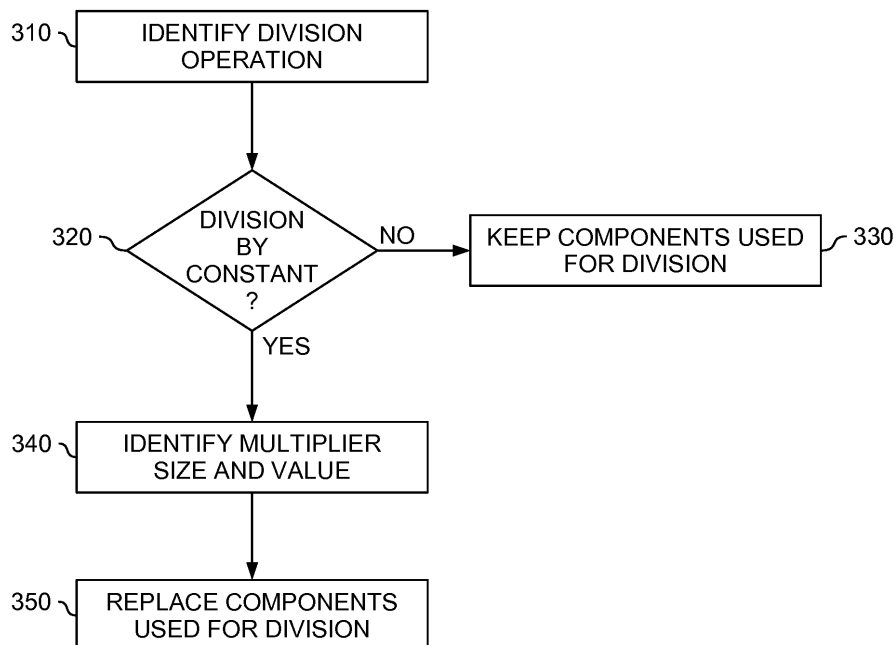 310
IDENTIFY DIVISION
OPERATION
320
DIVISION
BY
CONSTANT
?
NO
KEEP COMPONENTS USED
FOR DIVISION
330
YES
340
IDENTIFY MULTIPLIER
SIZE AND VALUE
350
REPLACE COMPONENTS
USED FOR DIVISION